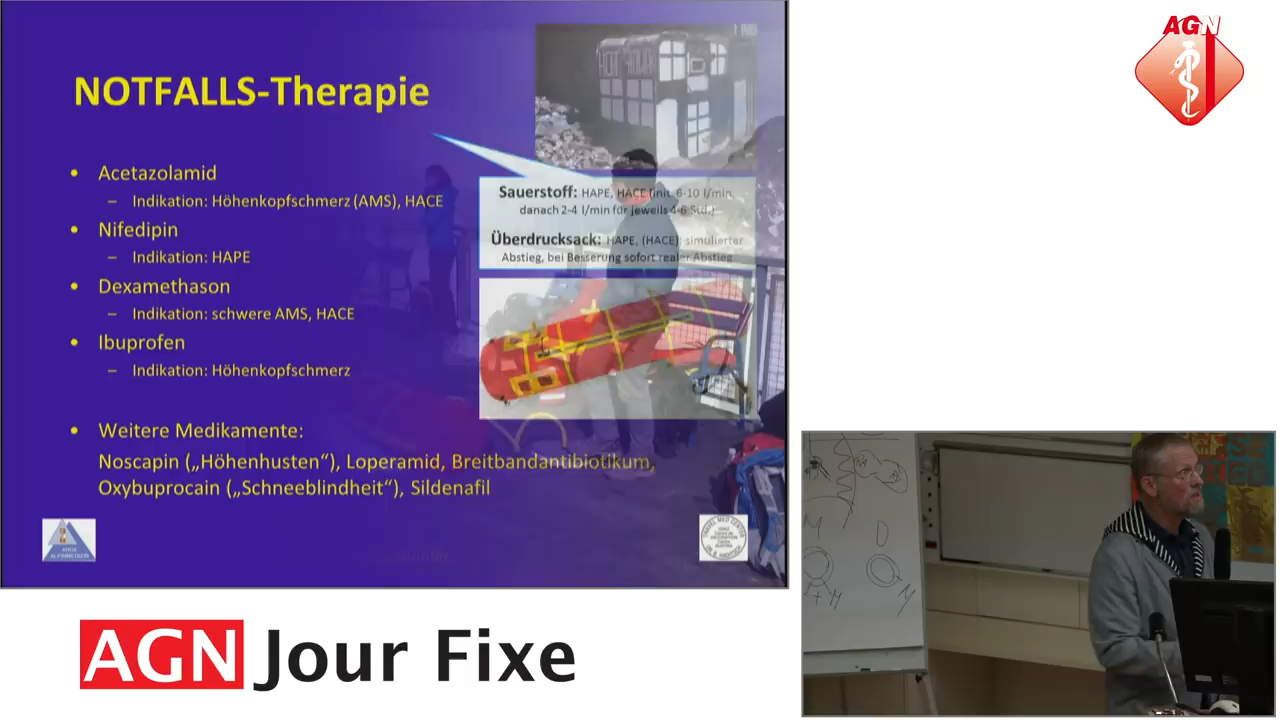 AGN
NOTFALLS-Therapie
• Acetazolamid
– Indikation: Höhenkopfschmerz (AMS), HACE
• Nifedipin
– Indikation: HAPE
• Dexamethason
– Indikation: schwere AMS, HACE
• Ibuprofen
– Indikation: Höhenkopfschmerz
• Weitere Medikamente:
Noscapin („Höhenhusten“), Loperamid, Breitbandantibiotikum,
Oxybuprocain („Schneeblindheit“), Sildenafil
Sauerstoff: HAPE, HACE (init. 6-10 l/min,
danach 2-4 l/min für jeweils 4-6 Std.)
Überdrucksack: HAPE, (HACE): simulierter
Abstieg, bei Besserung sofort realer Abstieg
TRAVEL MED CENTER
M D
M
AGN Jour Fixe